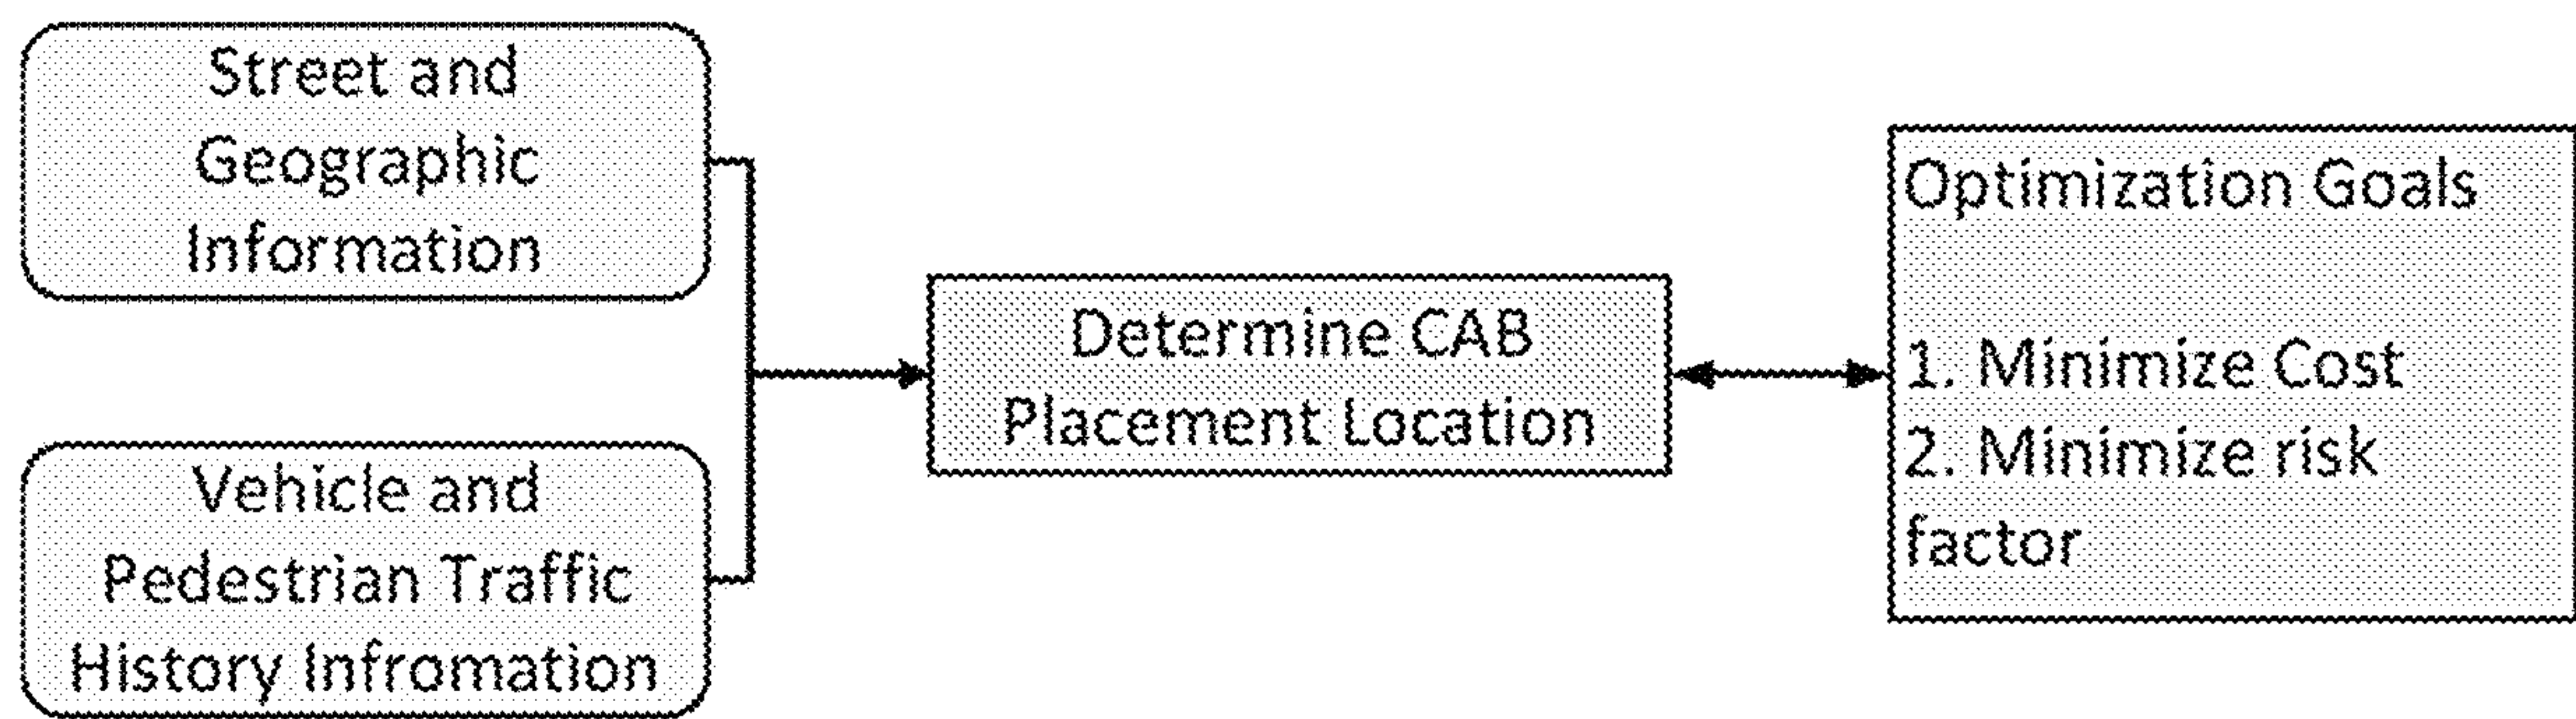 Street and
Geographic
Information
Vehicle and
Pedestrian Traffic
History Infromation
Determine CAB
Placement Location
Optimization Goals
1. Minimize Cost
2. Minimize risk
factor